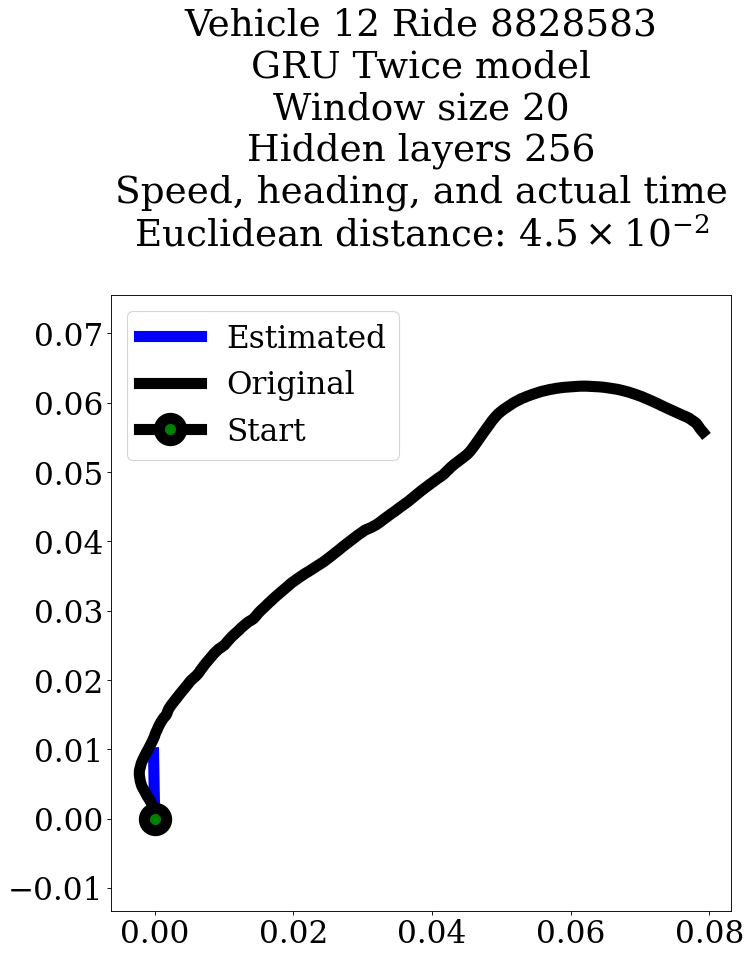 Vehicle 12 Ride 8828583
GRU Twice model
Window size 20
Hidden layers 256
Speed, heading, and actual time
Euclidean distance: 4.5 × 10⁻²
Estimated
Original
Start
0.07
0.06
0.05
0.04
0.03
0.02
0.01
0.00
−0.01
0.00 0.02 0.04 0.06 0.08